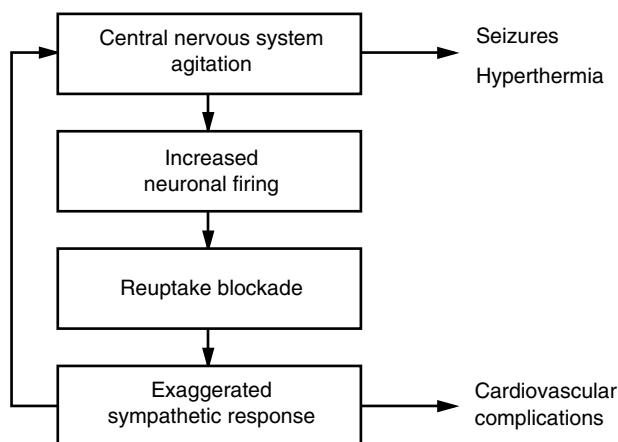 Central nervous system
agitation
Seizures
Hyperthermia
Increased
neuronal firing
Reuptake blockade
Exaggerated
sympathetic response
Cardiovascular
complications